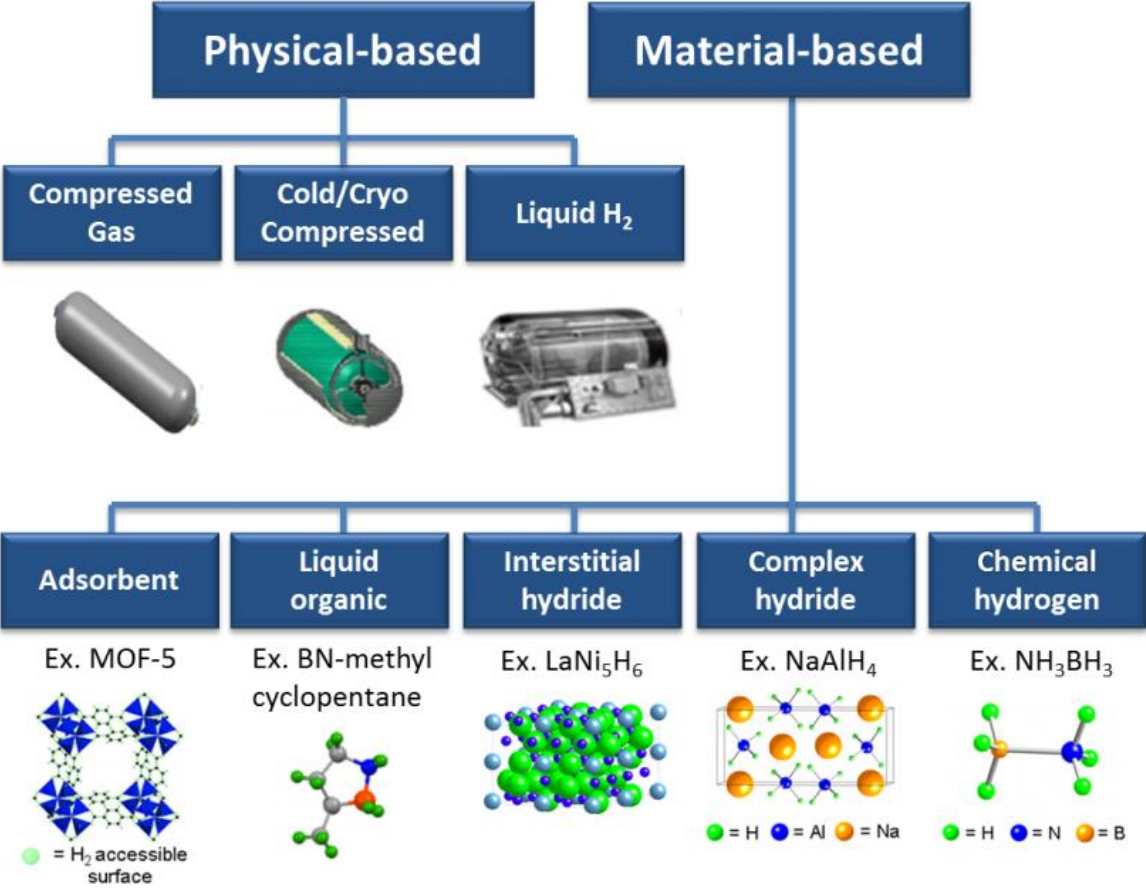 Physical-based
Material-based
Compressed
Gas
Cold/Cryo
Compressed
Liquid H₂
Adsorbent
Liquid
organic
Interstitial
hydride
Complex
hydride
Chemical
hydrogen
Ex. MOF-5
Ex. BN-methyl
cyclopentane
Ex. LaNi₅H₆
Ex. NaAlH₄
Ex. NH₃BH₃
= H₂ accessible
surface
= H = Al = Na
= H = N = B